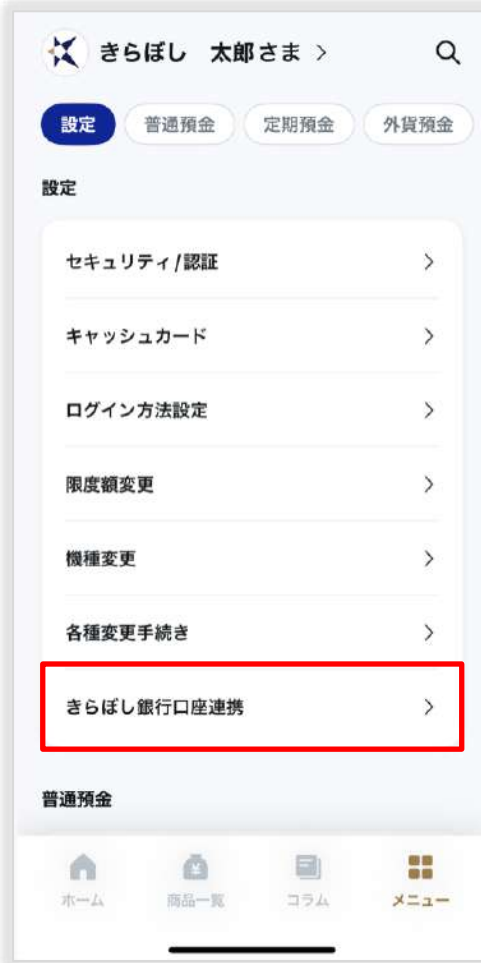 きらぼし 太郎さま >
設定 普通預金 定期預金 外貨預金
設定
セキュリティ/認証
キャッシュカード
ログイン方法設定
限度額変更
機種変更
各種変更手続き
きらぼし銀行口座連携
普通預金
ホーム 商品一覧 コラム メニュー